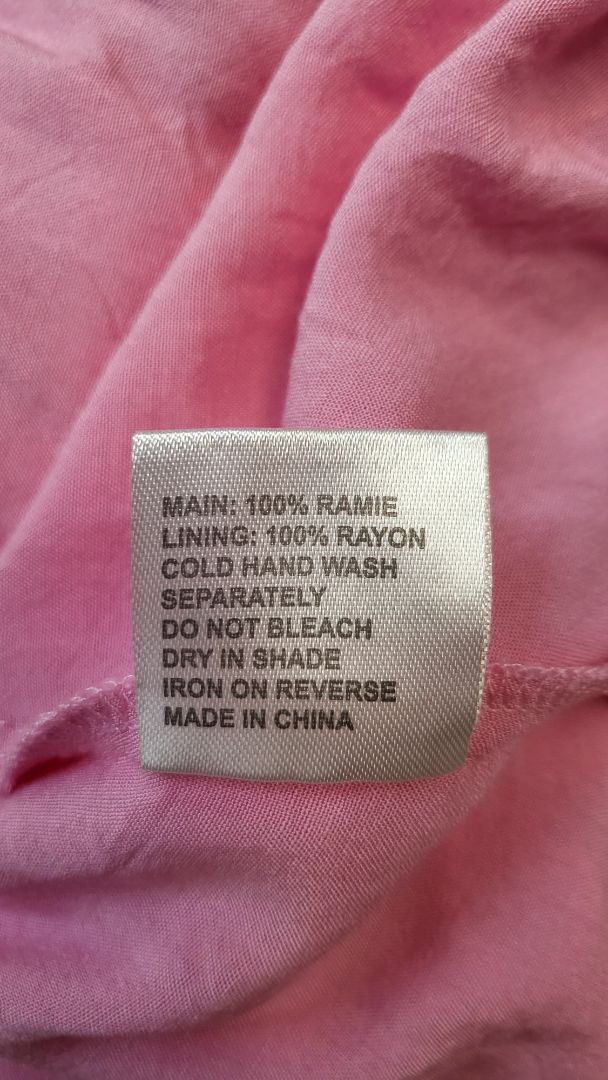 MAIN: 100% RAMIE
LINING: 100% RAYON
COLD HAND WASH
SEPARATELY
DO NOT BLEACH
DRY IN SHADE
IRON ON REVERSE
MADE IN CHINA